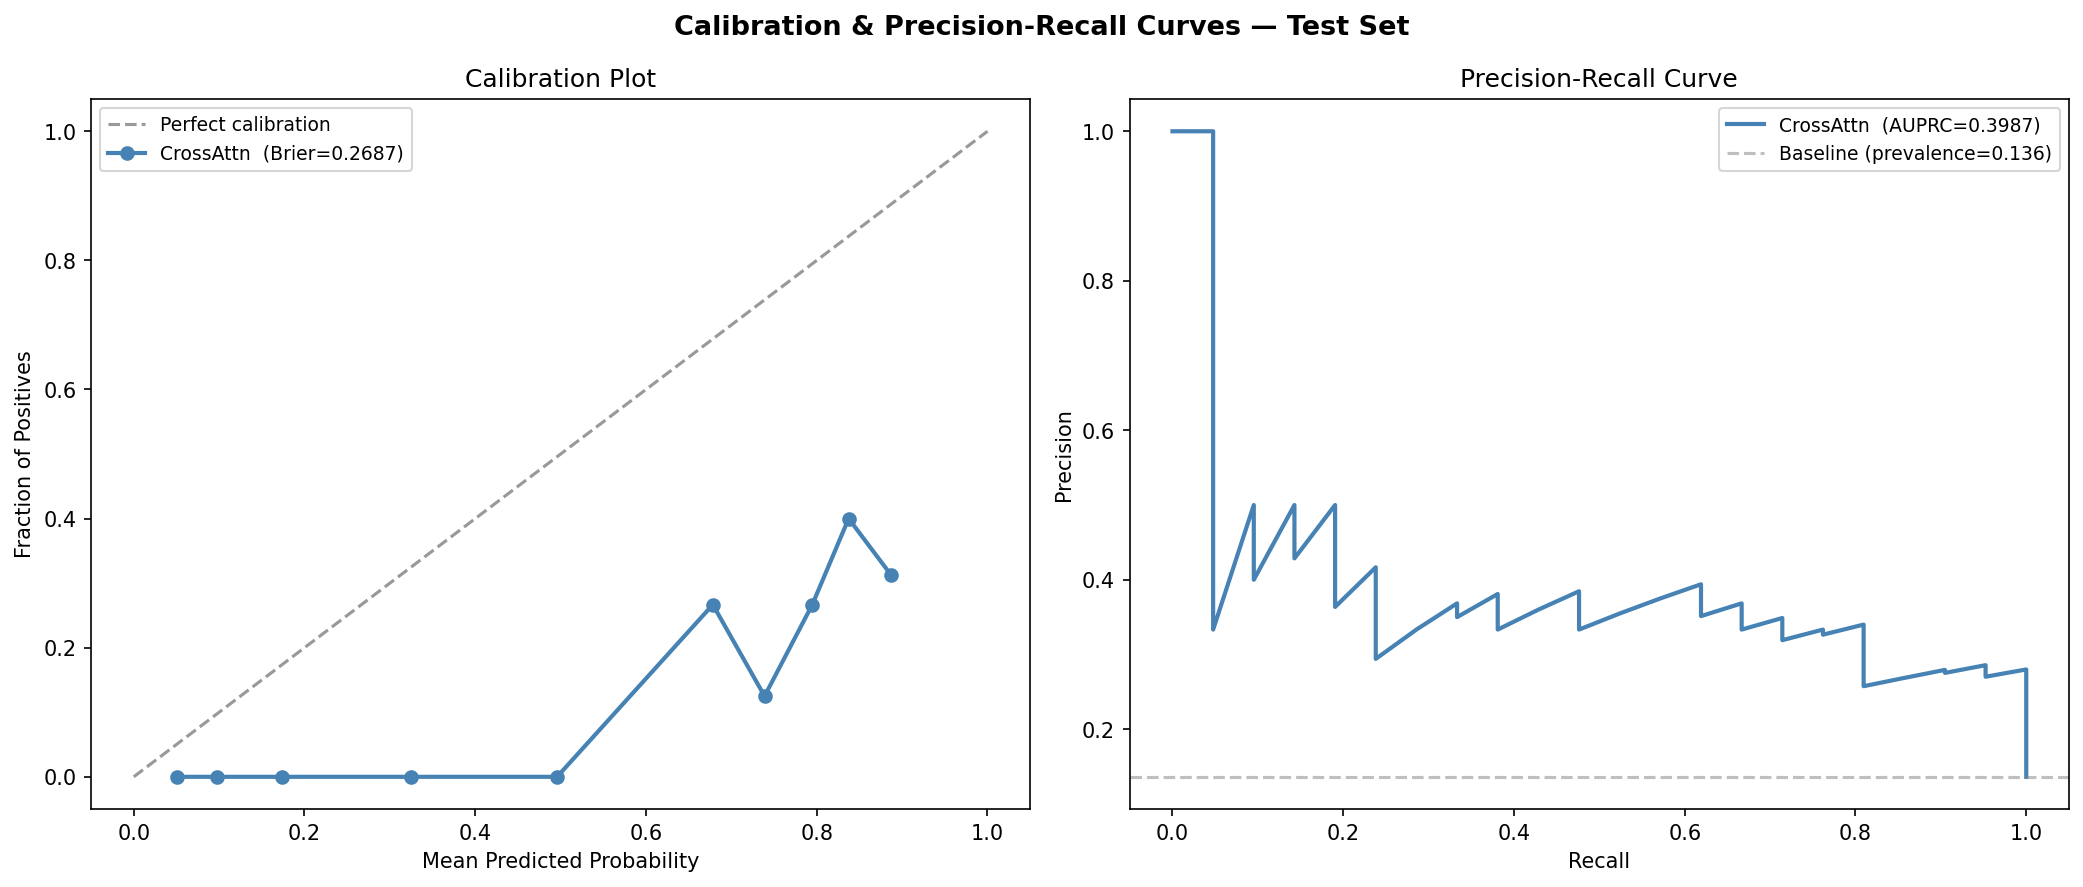 Calibration & Precision-Recall Curves — Test Set
Calibration Plot
Perfect calibration
CrossAttn (Brier=0.2687)
Fraction of Positives
1.0
0.8
0.6
0.4
0.2
0.0
0.0 0.2 0.4 0.6 0.8 1.0
Mean Predicted Probability
Precision-Recall Curve
CrossAttn (AUPRC=0.3987)
Baseline (prevalence=0.136)
Precision
1.0
0.8
0.6
0.4
0.2
0.0 0.2 0.4 0.6 0.8 1.0
Recall